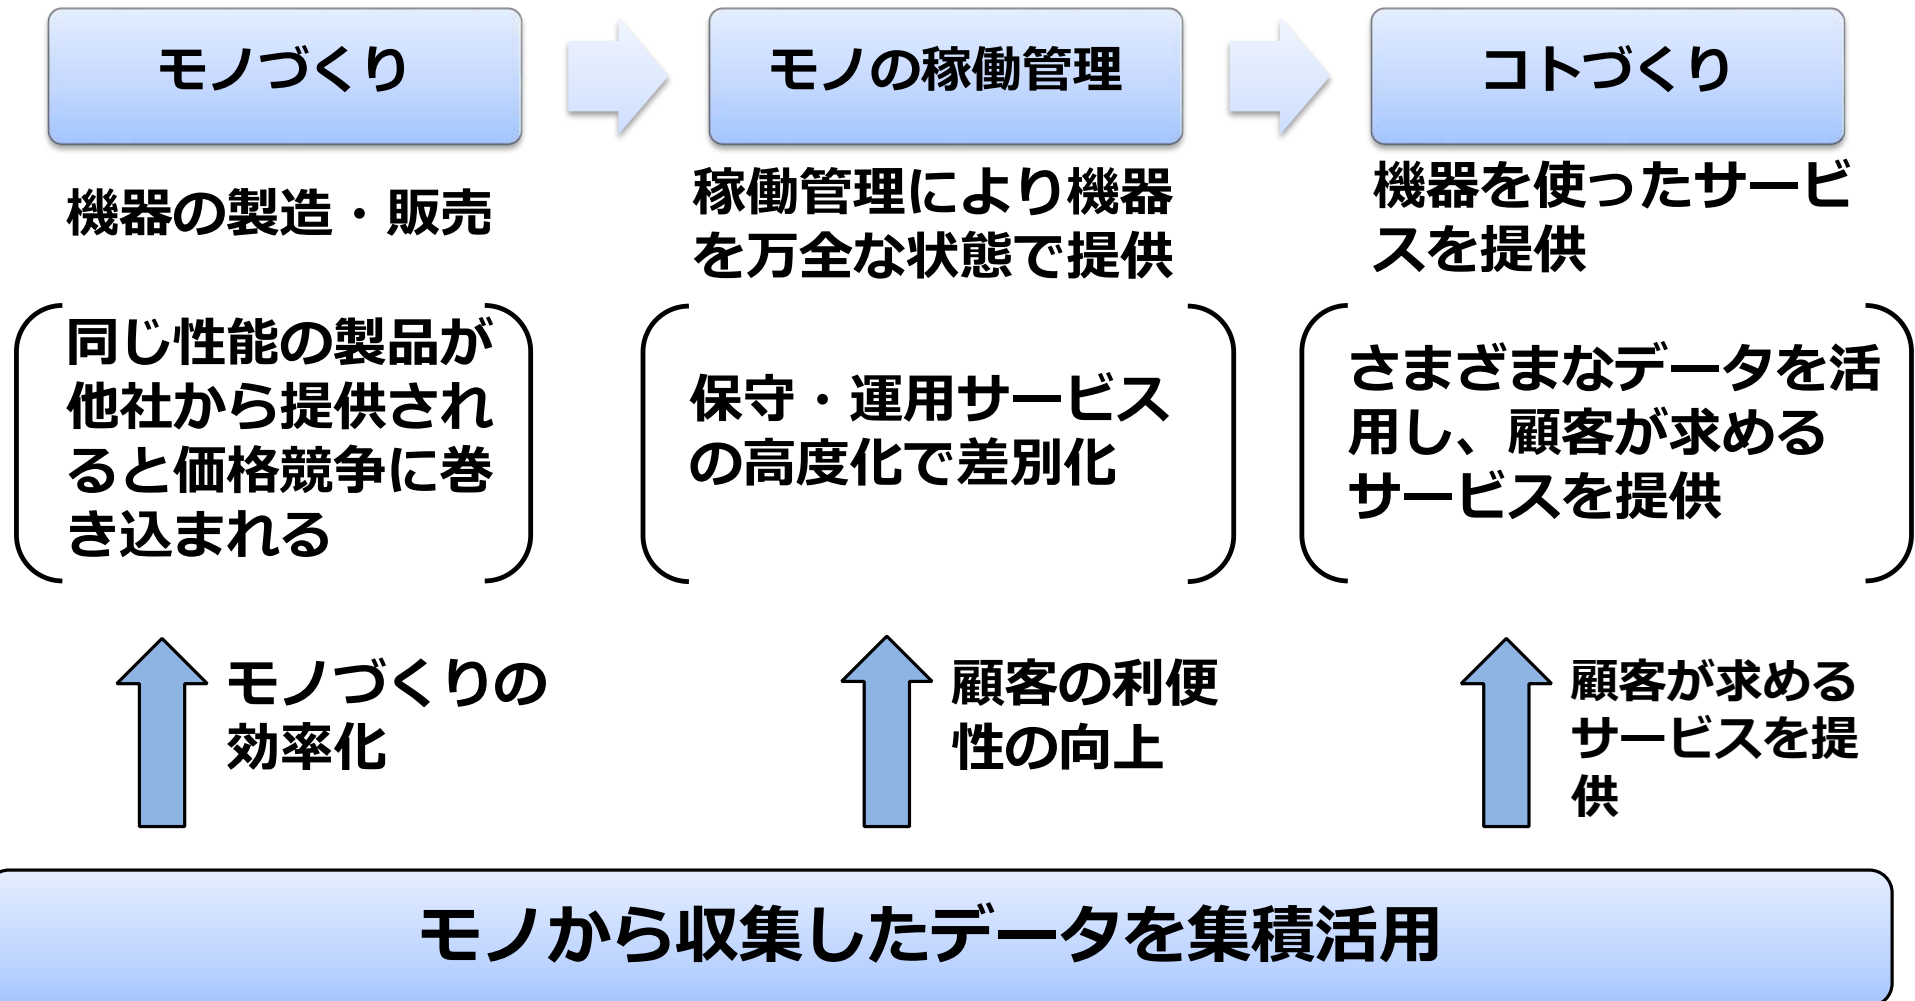 モノづくり
モノの稼働管理
コトづくり
機器の製造・販売
稼働管理により機器
を万全な状態で提供
機器を使ったサービ
スを提供
同じ性能の製品が
他社から提供され
ると価格競争に巻
き込まれる
保守・運用サービス
の高度化で差別化
さまざまなデータを活
用し、顧客が求める
サービスを提供
モノづくりの
効率化
顧客の利便
性の向上
顧客が求める
サービスを提
供
モノから収集したデータを集積活用